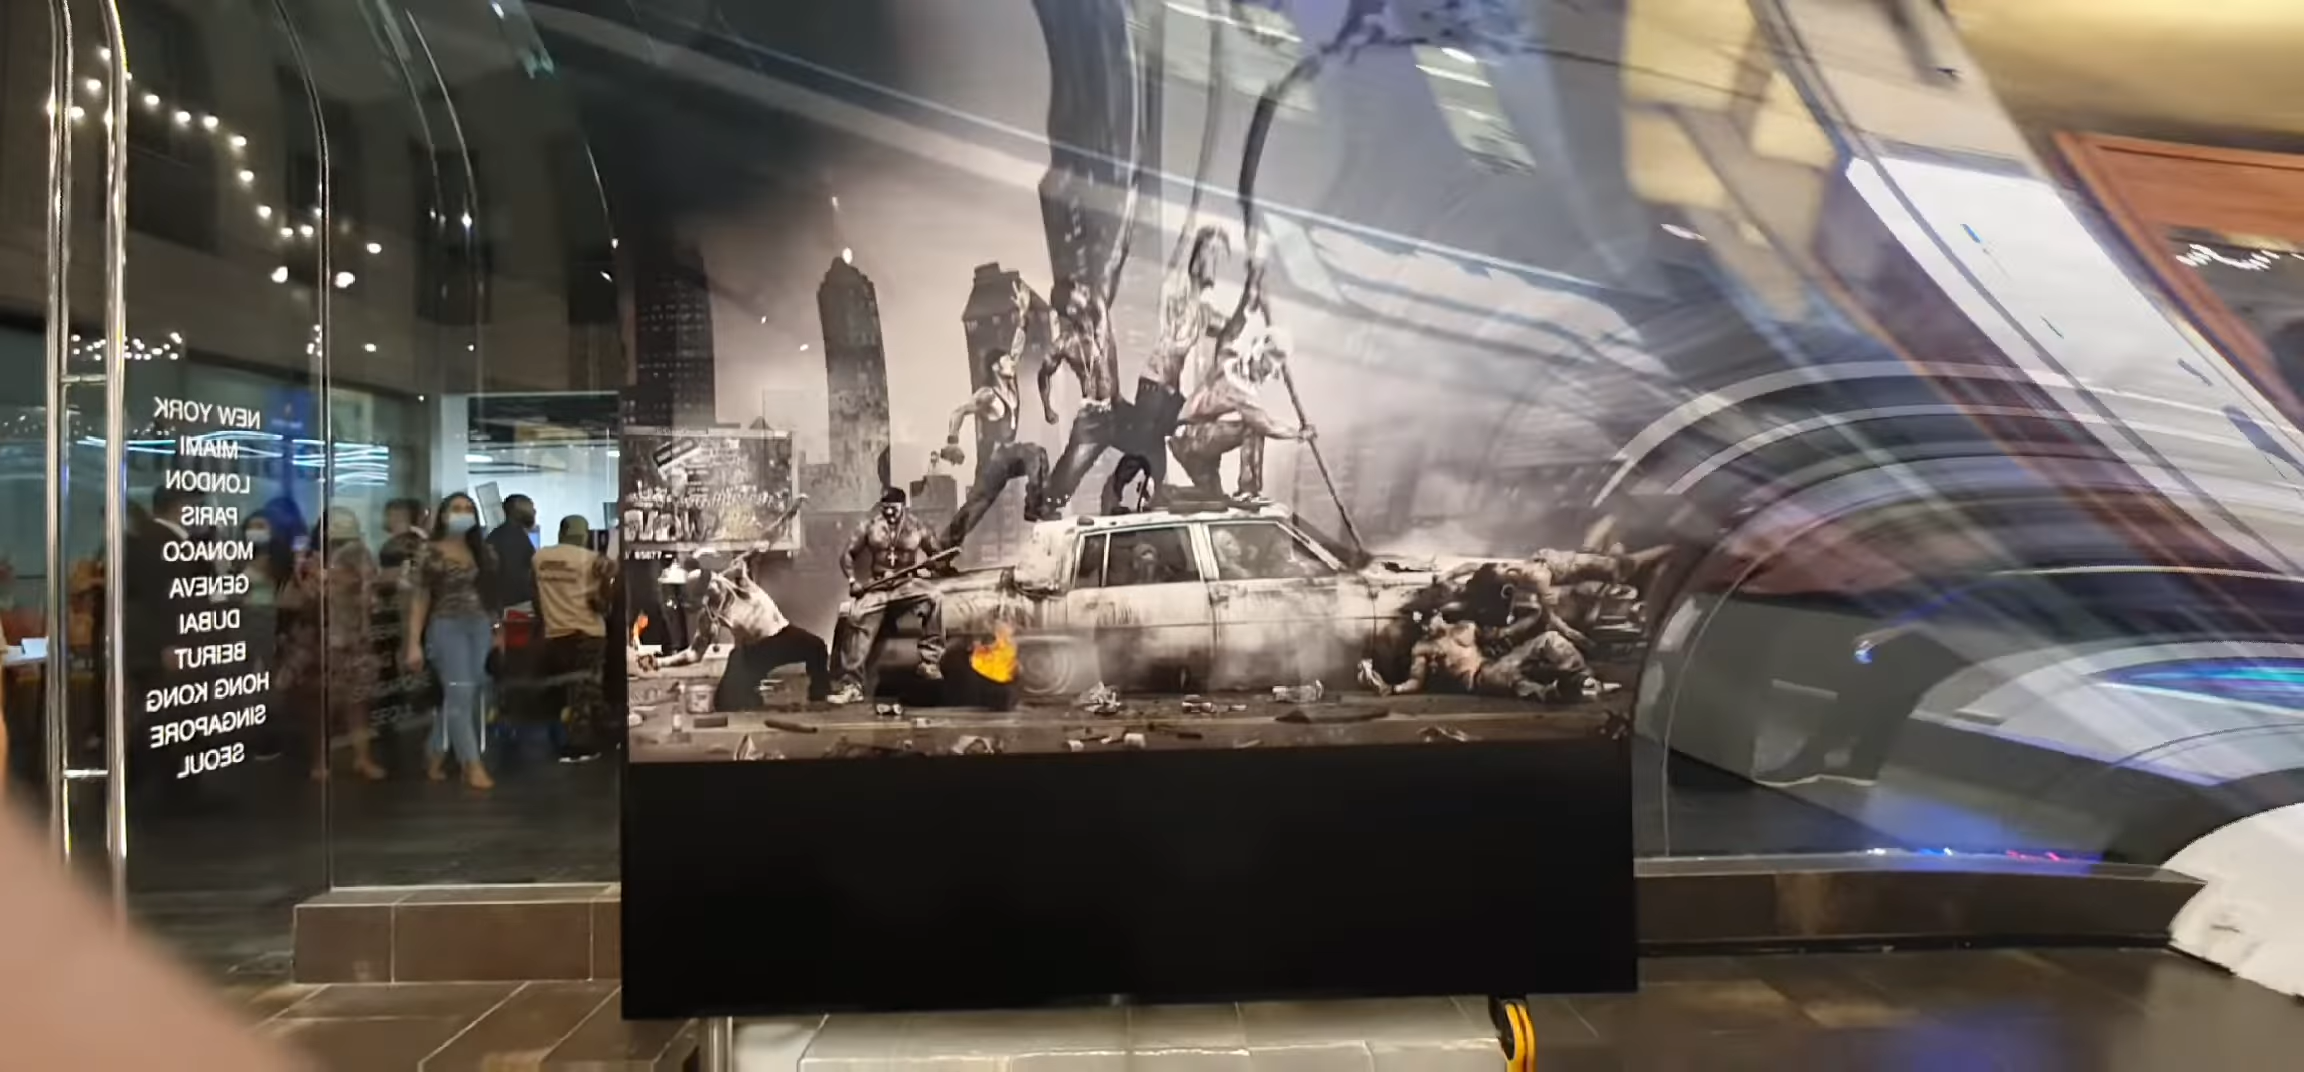 NEW YORK
MIAMI
LONDON
PARIS
MONACO
GENEVA
DUBAI
BEIRUT
HONG KONG
SINGAPORE
SEOUL